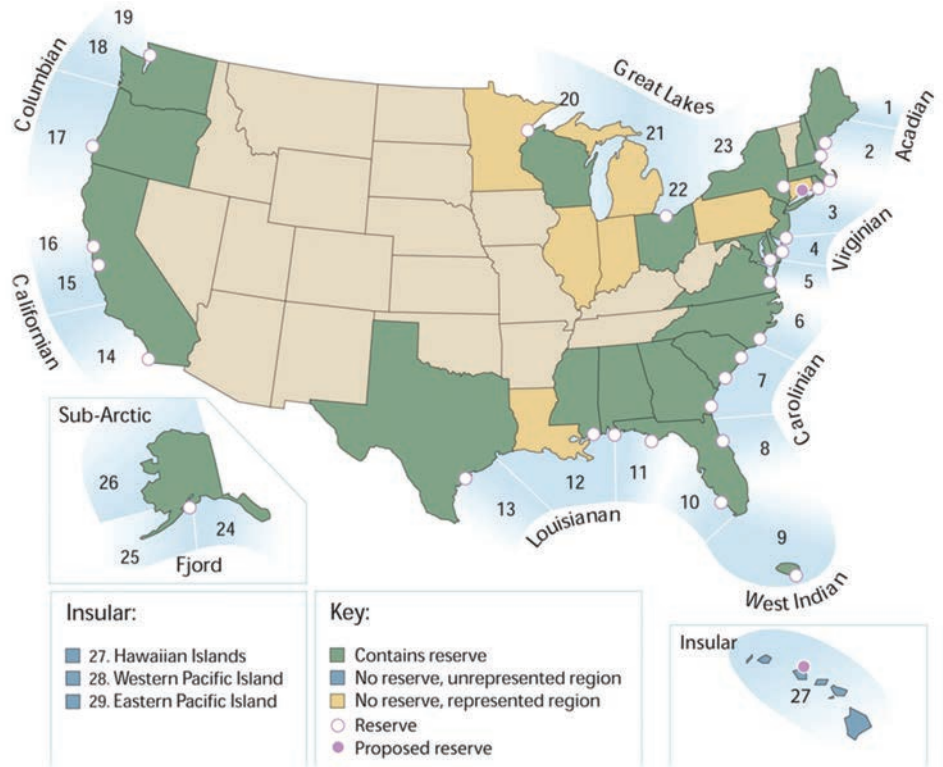 19
18
Columbian
17
16
15
Californian
14
20
Great Lakes
21
22
23
1
Acadian
2
3
Virginian
4
5
6
7
Carolinian
8
9
West Indian
10
11
12
Louisianan
13
Sub-Arctic
26
25
24
Fjord
Insular:
27. Hawaiian Islands
28. Western Pacific Island
29. Eastern Pacific Island
Key:
Contains reserve
No reserve, unrepresented region
No reserve, represented region
Reserve
Proposed reserve
Insular
27